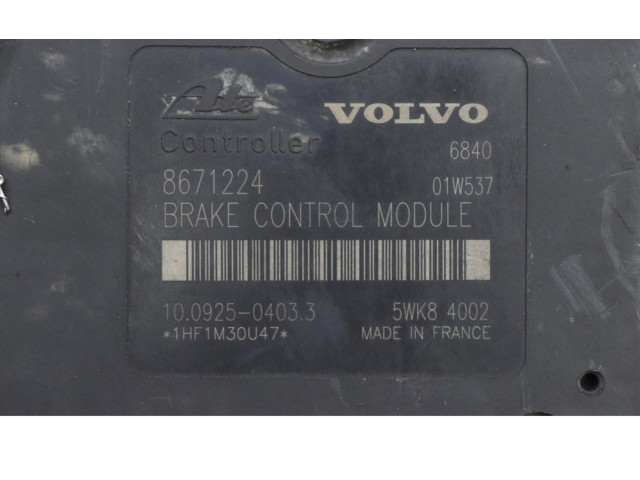 Ate VOLVO
Controller 6840
8671224 01W537
BRAKE CONTROL MODULE
10.0925-0403.3 5WK8 4002
*1HF1M30U47* MADE IN FRANCE